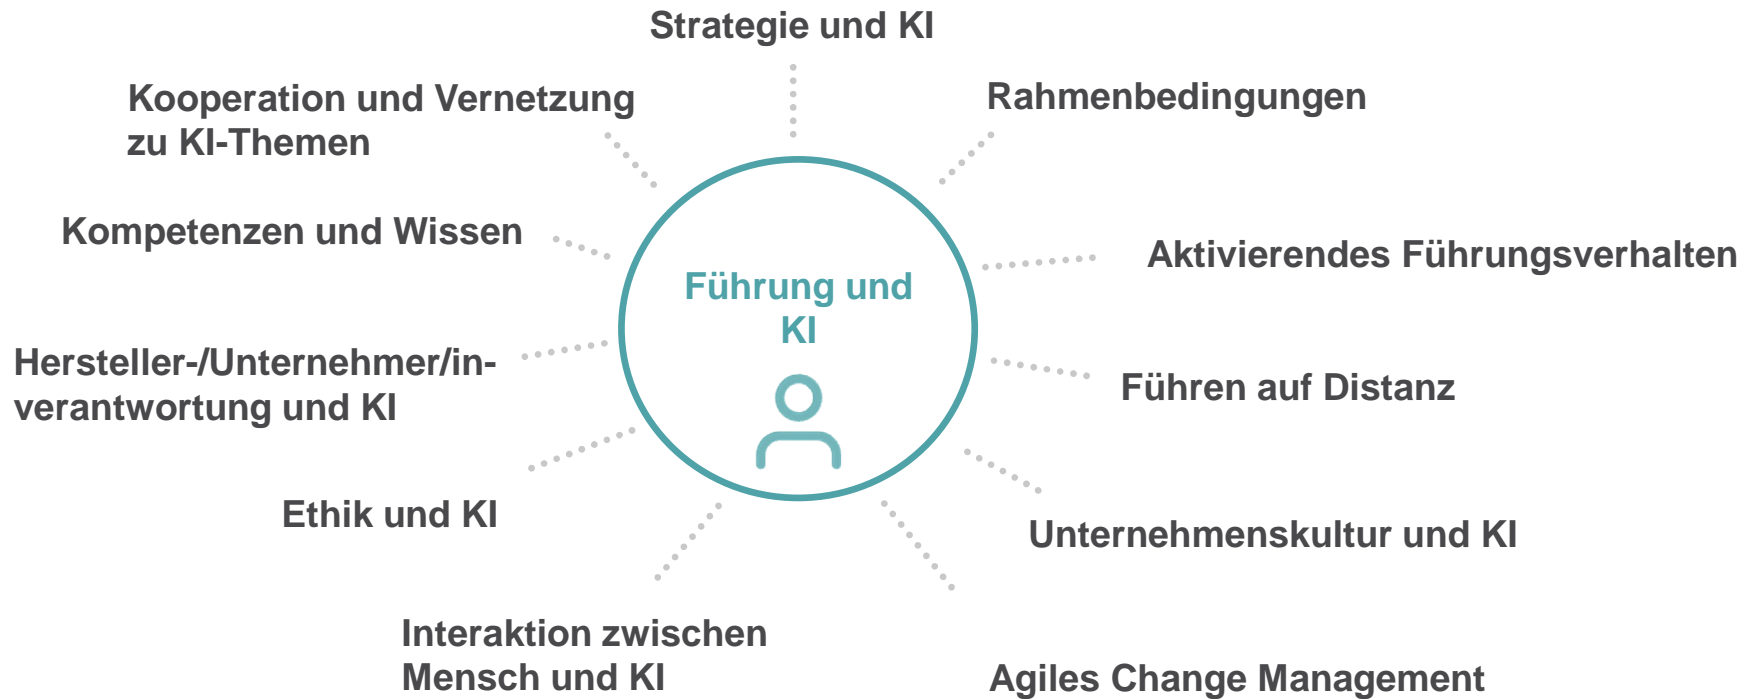 Strategie und KI
Kooperation und Vernetzung
zu KI-Themen
Rahmenbedingungen
Kompetenzen und Wissen
Aktivierendes Führungsverhalten
Führung und
KI
Hersteller-/Unternehmer/in-
verantwortung und KI
Führen auf Distanz
Ethik und KI
Unternehmenskultur und KI
Interaktion zwischen
Mensch und KI
Agiles Change Management